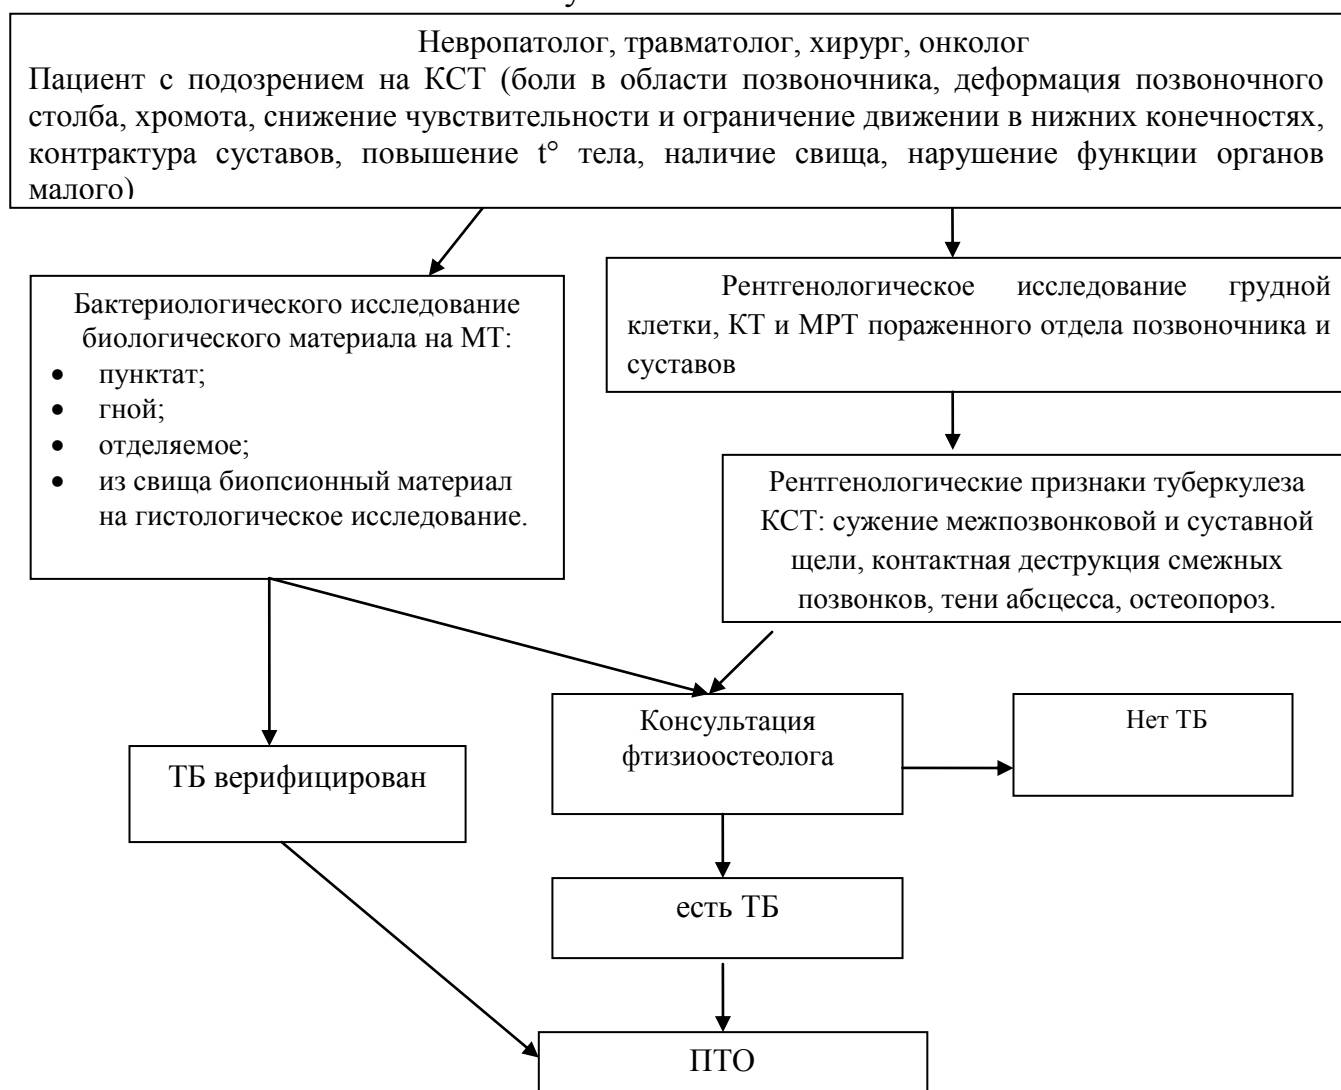 Невропатолог, травматолог, хирург, онколог
Пациент с подозрением на КСТ (боли в области позвоночника, деформация позвоночного
столба, хромота, снижение чувствительности и ограничение движении в нижних конечностях,
контрактура суставов, повышение t° тела, наличие свища, нарушение функции органов
малого)
Бактериологического исследование
биологического материала на МТ:
• пунктат;
• гной;
• отделяемое;
• из свища биопсионный материал
на гистологическое исследование.
Рентгенологическое исследование грудной
клетки, КТ и МРТ пораженного отдела позвоночника и
суставов
Рентгенологические признаки туберкулеза
КСТ: сужение межпозвонковой и суставной
щели, контактная деструкция смежных
позвонков, тени абсцесса, остеопороз.
Консультация
фтизиоостеолога
Нет ТБ
ТБ верифицирован
есть ТБ
ПТО